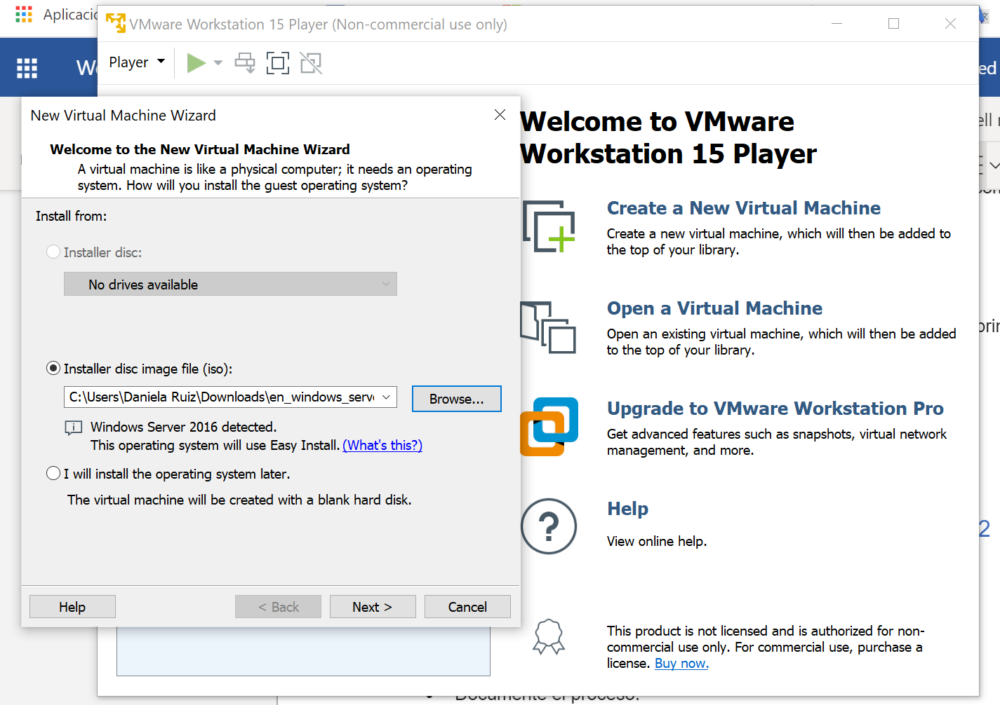 Aplicacio
VMware Workstation 15 Player (Non-commercial use only)
Player
ed
New Virtual Machine Wizard
Welcome to the New Virtual Machine Wizard
A virtual machine is like a physical computer; it needs an operating
system. How will you install the guest operating system?
Install from:
Installer disc:
No drives available
Installer disc image file (iso):
C:\Users\Daniela Ruiz\Downloads\en_windows_serv
Browse...
Windows Server 2016 detected.
This operating system will use Easy Install. (What's this?)
I will install the operating system later.
The virtual machine will be created with a blank hard disk.
Help
< Back
Next >
Cancel
Welcome to VMware
Workstation 15 Player
Create a New Virtual Machine
Create a new virtual machine, which will then be added to
the top of your library.
Open a Virtual Machine
Open an existing virtual machine, which will then be added
to the top of your library.
Upgrade to VMware Workstation Pro
Get advanced features such as snapshots, virtual network
management, and more.
Help
View online help.
This product is not licensed and is authorized for non-
commercial use only. For commercial use, purchase a
license. Buy now.
2
Documente el proceso.